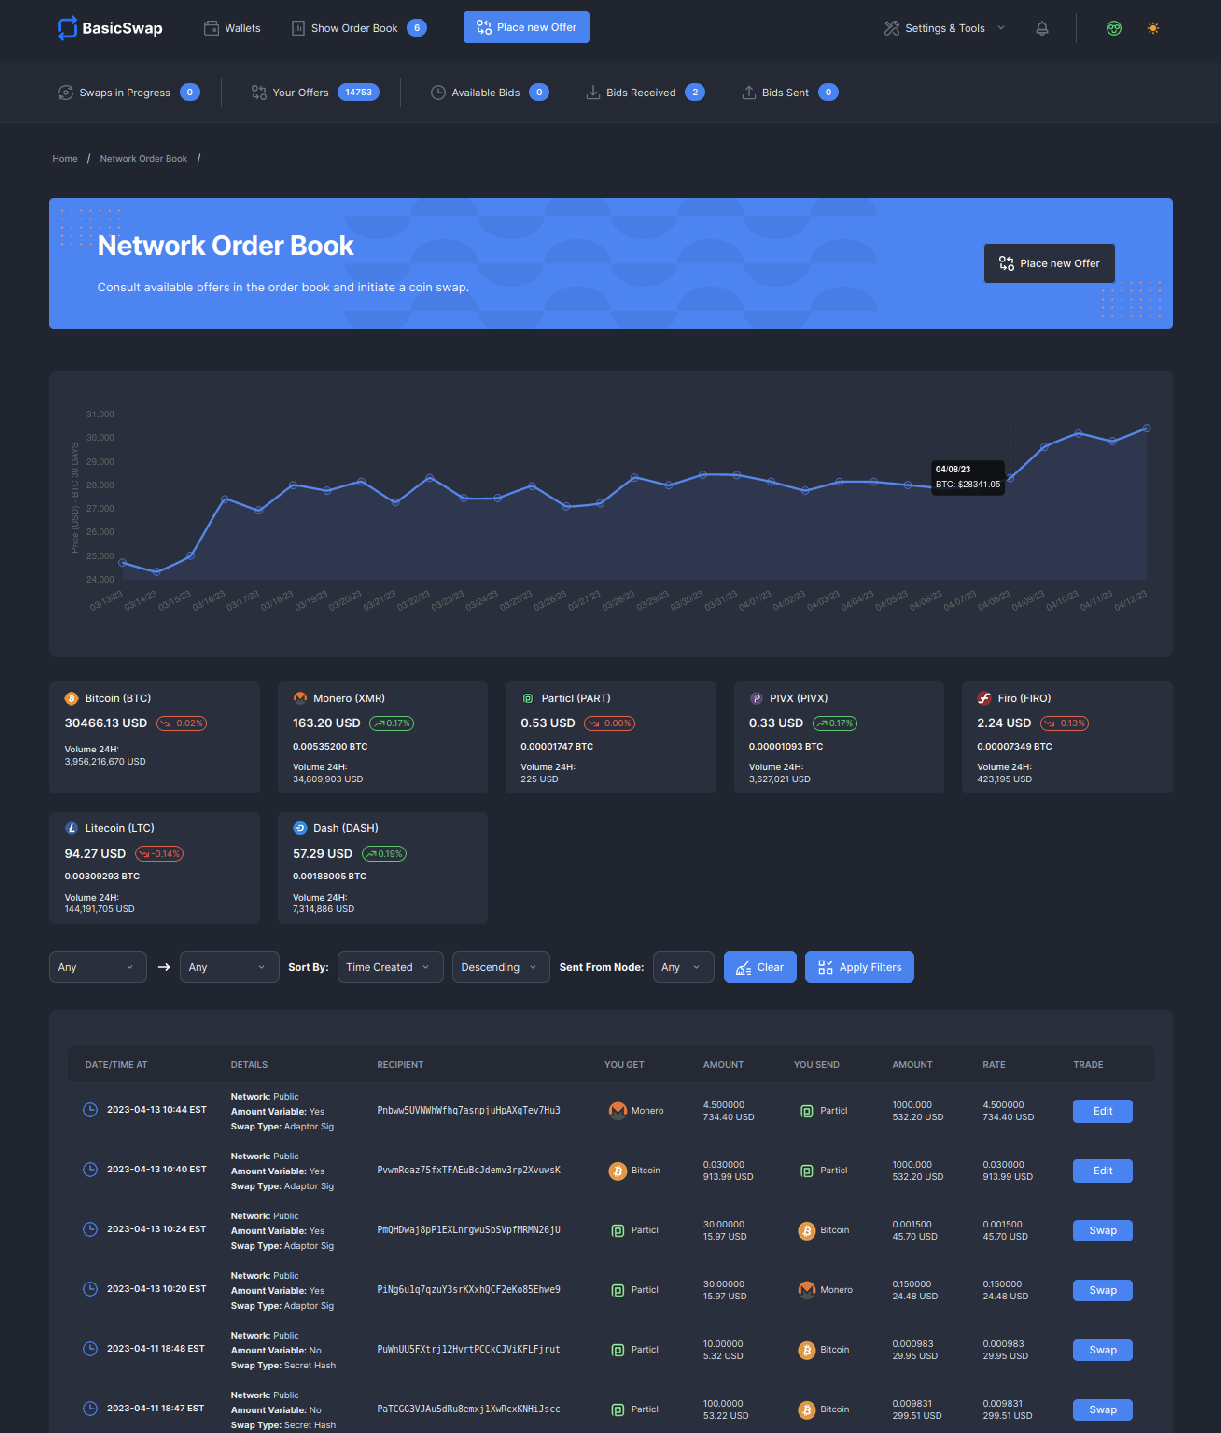 BasicSwap Wallets Show Order Book 6 Place new Offer Settings & Tools
Swaps in Progress 0 Your Offers 14753 Available Bids 0 Bids Received 2 Bids Sent 0
Home / Network Order Book /
Network Order Book
Consult available offers in the order book and initiate a coin swap.
Place new Offer
Price (USD) - BTC 30 DAYS
31,000
30,000
29,000
28,000
27,000
26,000
25,000
24,000
04/08/23
BTC: $28341.05
03/13/23 03/14/23 03/15/23 03/16/23 03/17/23 03/18/23 03/19/23 03/20/23 03/21/23 03/22/23 03/23/23 03/24/23 03/25/23 03/26/23 03/27/23 03/28/23 03/29/23 03/30/23 03/31/23 04/01/23 04/02/23 04/03/23 04/04/23 04/05/23 04/06/23 04/07/23 04/08/23 04/09/23 04/10/23 04/11/23 04/12/23
Bitcoin (BTC)
30466.13 USD -0.02%
Volume 24H:
3,956,216,670 USD
Monero (XMR)
163.20 USD 0.17%
0.00535200 BTC
Volume 24H:
34,609,903 USD
Particl (PART)
0.53 USD -0.00%
0.00001747 BTC
Volume 24H:
225 USD
PIVX (PIVX)
0.33 USD 0.17%
0.00001093 BTC
Volume 24H:
3,627,021 USD
Firo (FIRO)
2.24 USD -0.13%
0.00007349 BTC
Volume 24H:
423,195 USD
Litecoin (LTC)
94.27 USD -0.14%
0.00309293 BTC
Volume 24H:
144,191,705 USD
Dash (DASH)
57.29 USD 0.19%
0.00188005 BTC
Volume 24H:
7,314,886 USD
Any Any Sort By: Time Created Descending Sent From Node: Any Clear Apply Filters
DATE/TIME AT DETAILS RECIPIENT YOU GET AMOUNT YOU SEND AMOUNT RATE TRADE
2023-04-13 10:44 EST
Network: Public
Amount Variable: Yes
Swap Type: Adaptor Sig
Monero
4.500000
734.40 USD
Particl
1000.000
532.20 USD
4.500000
734.40 USD
Edit
2023-04-13 10:40 EST
Network: Public
Amount Variable: Yes
Swap Type: Adaptor Sig
Bitcoin
0.030000
913.99 USD
Particl
1000.000
532.20 USD
0.030000
913.99 USD
Edit
2023-04-13 10:24 EST
Network: Public
Amount Variable: Yes
Swap Type: Adaptor Sig
Particl
30.00000
15.97 USD
Bitcoin
0.001500
45.70 USD
0.001500
45.70 USD
Swap
2023-04-13 10:20 EST
Network: Public
Amount Variable: Yes
Swap Type: Adaptor Sig
Particl
30.00000
15.97 USD
Monero
0.150000
24.48 USD
0.150000
24.48 USD
Swap
2023-04-11 18:48 EST
Network: Public
Amount Variable: No
Swap Type: Secret Hash
Particl
10.00000
5.32 USD
Bitcoin
0.000983
29.95 USD
0.000983
29.95 USD
Swap
2023-04-11 18:47 EST
Network: Public
Amount Variable: No
Swap Type: Secret Hash
Particl
100.0000
53.22 USD
Bitcoin
0.009831
299.51 USD
0.009831
299.51 USD
Swap